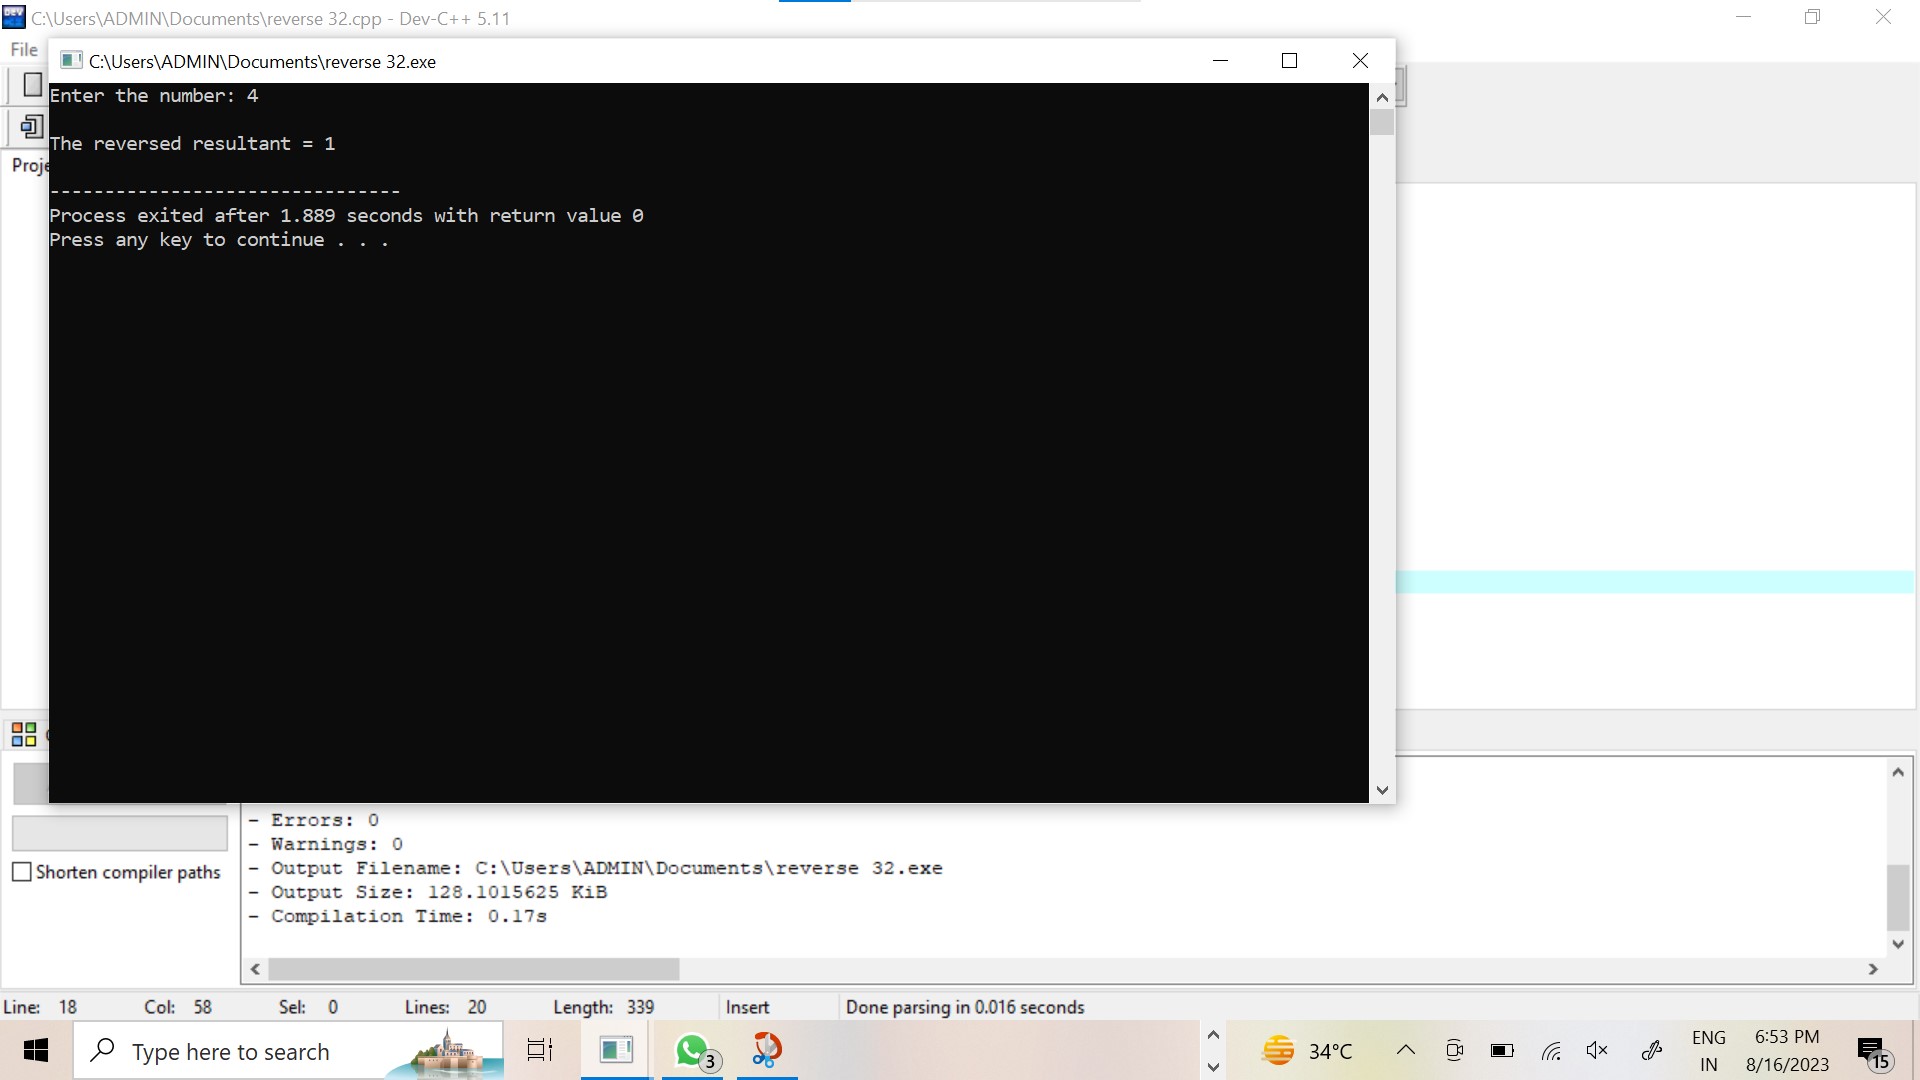 C:\Users\ADMIN\Documents\reverse 32.cpp - Dev-C++ 5.11
File
C:\Users\ADMIN\Documents\reverse 32.exe
Enter the number: 4
The reversed resultant = 1
Proje
--------------------------------
Process exited after 1.889 seconds with return value 0
Press any key to continue . . .
- Errors: 0
- Warnings: 0
Shorten compiler paths
- Output Filename: C:\Users\ADMIN\Documents\reverse 32.exe
- Output Size: 128.1015625 KiB
- Compilation Time: 0.17s
Line: 18 Col: 58 Sel: 0 Lines: 20 Length: 339 Insert Done parsing in 0.016 seconds
Type here to search
3
34°C
ENG
IN
6:53 PM
8/16/2023
15